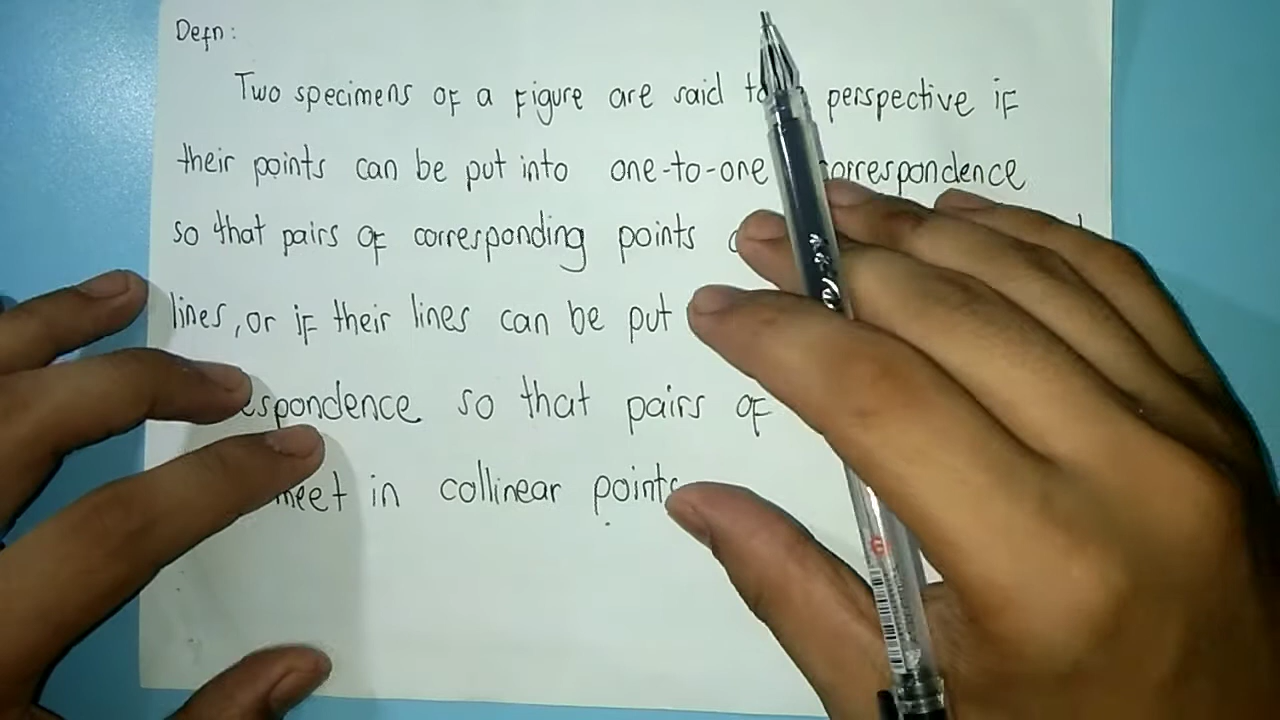 Defn:
Two specimens of a figure are said to perspective if
their points can be put into one-to-one correspondence
so that pairs of corresponding points
lines, or if their lines can be put
so that pairs of
meet in collinear points